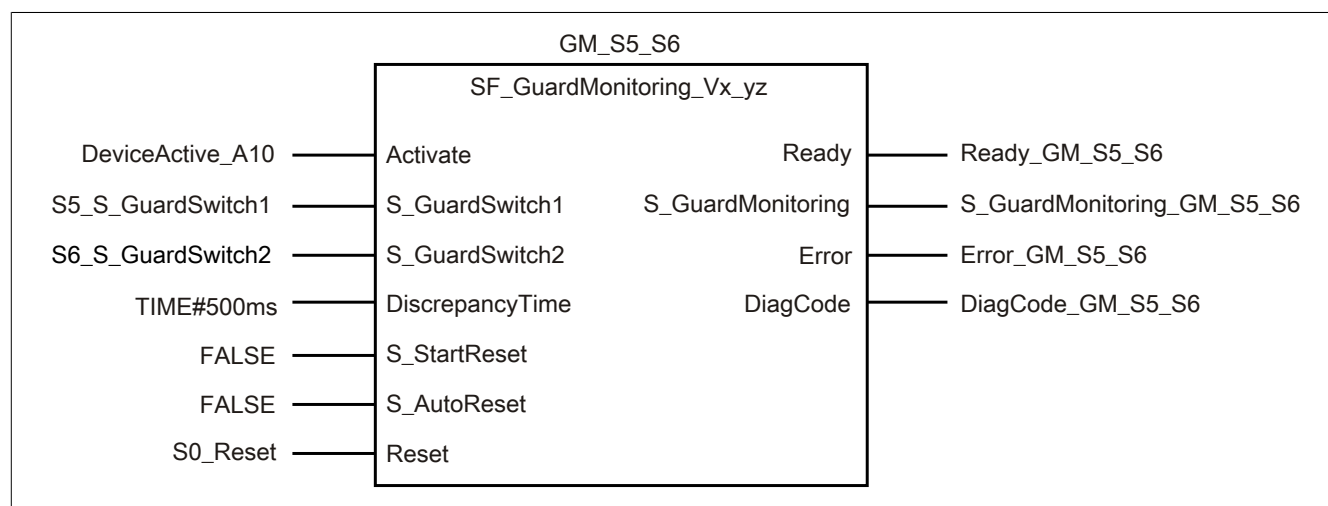 GM_S5_S6
SF_GuardMonitoring_Vx_yz
DeviceActive_A10 Activate Ready Ready_GM_S5_S6
S5_S_GuardSwitch1 S_GuardSwitch1 S_GuardMonitoring S_GuardMonitoring_GM_S5_S6
S6_S_GuardSwitch2 S_GuardSwitch2 Error Error_GM_S5_S6
TIME#500ms DiscrepancyTime DiagCode DiagCode_GM_S5_S6
FALSE S_StartReset
FALSE S_AutoReset
S0_Reset Reset